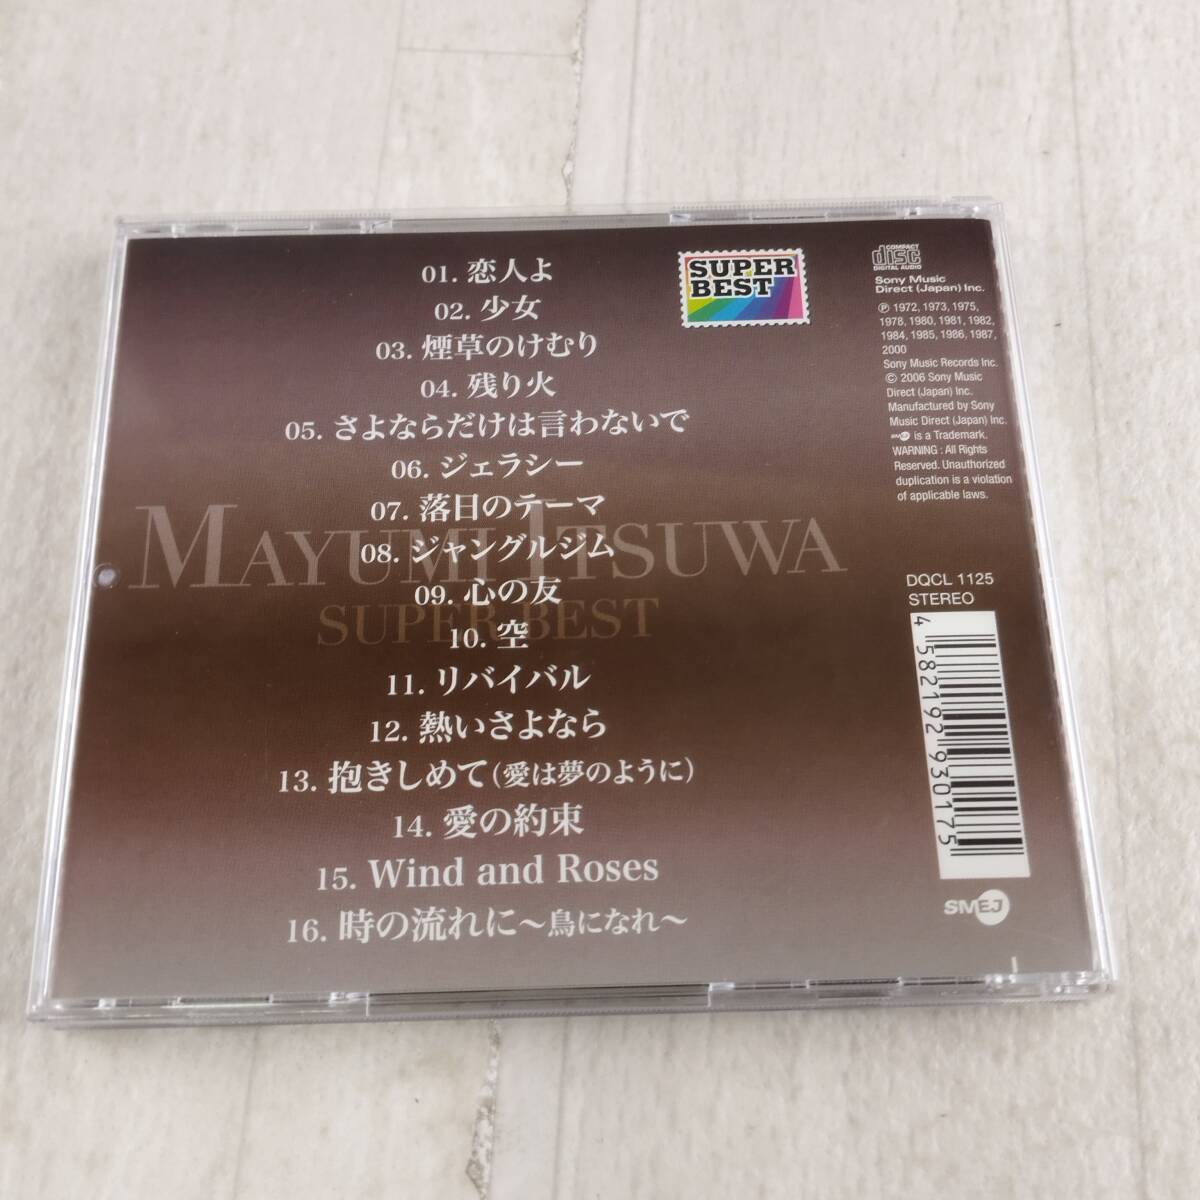 01. 恋人よ
02. 少女
03. 煙草のけむり
04. 残り火
05. さよならだけは言わないで
06. ジェラシー
07. 落日のテーマ
08. ジャングルジム
09. 心の友
10. 空
11. リバイバル
12. 熱いさよなら
13. 抱きしめて(愛は夢のように)
14. 愛の約束
15. Wind and Roses
16. 時の流れに〜鳥になれ〜
MAYUMI ITSUWA
SUPER BEST
SUPER
BEST
COMPACT
disc
DIGITAL AUDIO
Sony Music
Direct (Japan) Inc.
Ⓟ 1972, 1973, 1975,
1978, 1980, 1981, 1982,
1984, 1985, 1986, 1987,
2000
Sony Music Records Inc.
© 2006 Sony Music
Direct (Japan) Inc.
Manufactured by Sony
Music Direct (Japan) Inc.
SMEJ is a Trademark.
WARNING : All Rights
Reserved. Unauthorized
duplication is a violation
of applicable laws.
DQCL 1125
STEREO
4 582192 930175
SMEJ